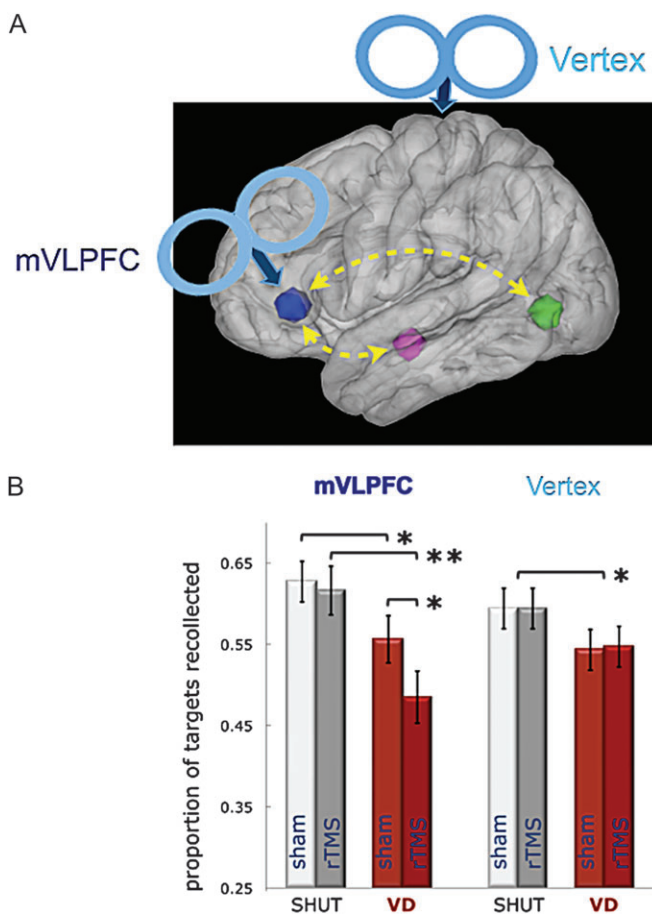 A
Vertex
mVLPFC
B
mVLPFC Vertex
proportion of targets recollected
0.65
0.55
0.45
0.35
0.25
*
**
*
*
sham
rTMS
sham
rTMS
sham
rTMS
sham
rTMS
SHUT VD SHUT VD